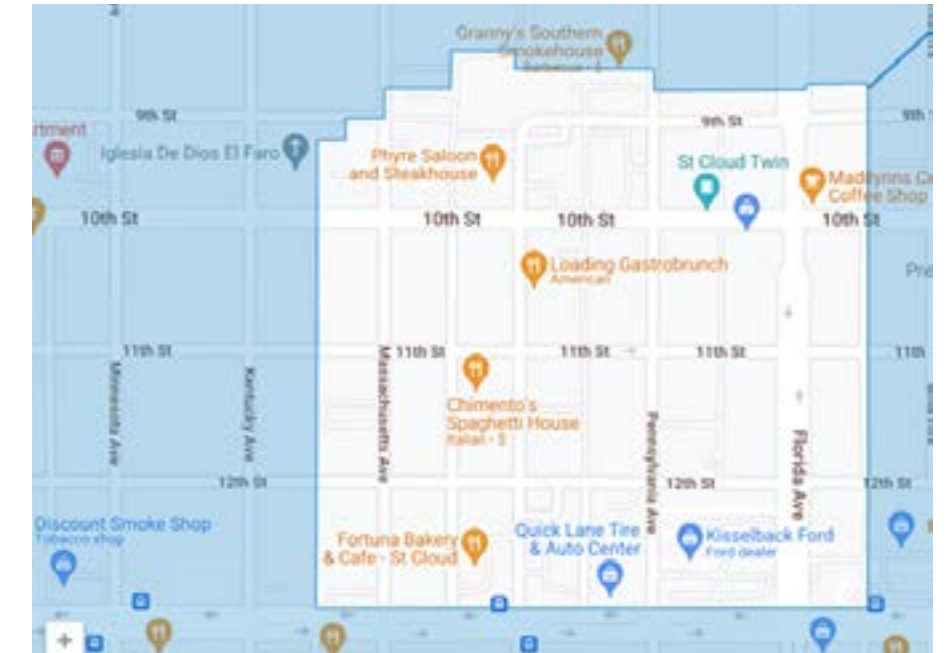 Granny's Southern
Smokehouse
Barbecue - $
9th St
9th St
9th
rtment
Iglesia De Dios El Faro
Phyre Saloon
and Steakhouse
St Cloud Twin
Coffee Shop
10th St
10th St
10th St
10th St
Loading Gastrobrunch
American
Prie
11th St
11th St
11th St
11th St
11th
Minnesota Ave
Kentucky Ave
Massachusetts Ave
Chimento's
Spaghetti House
Italian - $
Pennsylvania Ave
Florida Ave
12th St
12th St
12th St
Discount Smoke Shop
Tobacco shop
Fortuna Bakery
& Cafe - St Cloud
Quick Lane Tire
& Auto Center
Kisselback Ford
Ford dealer
+